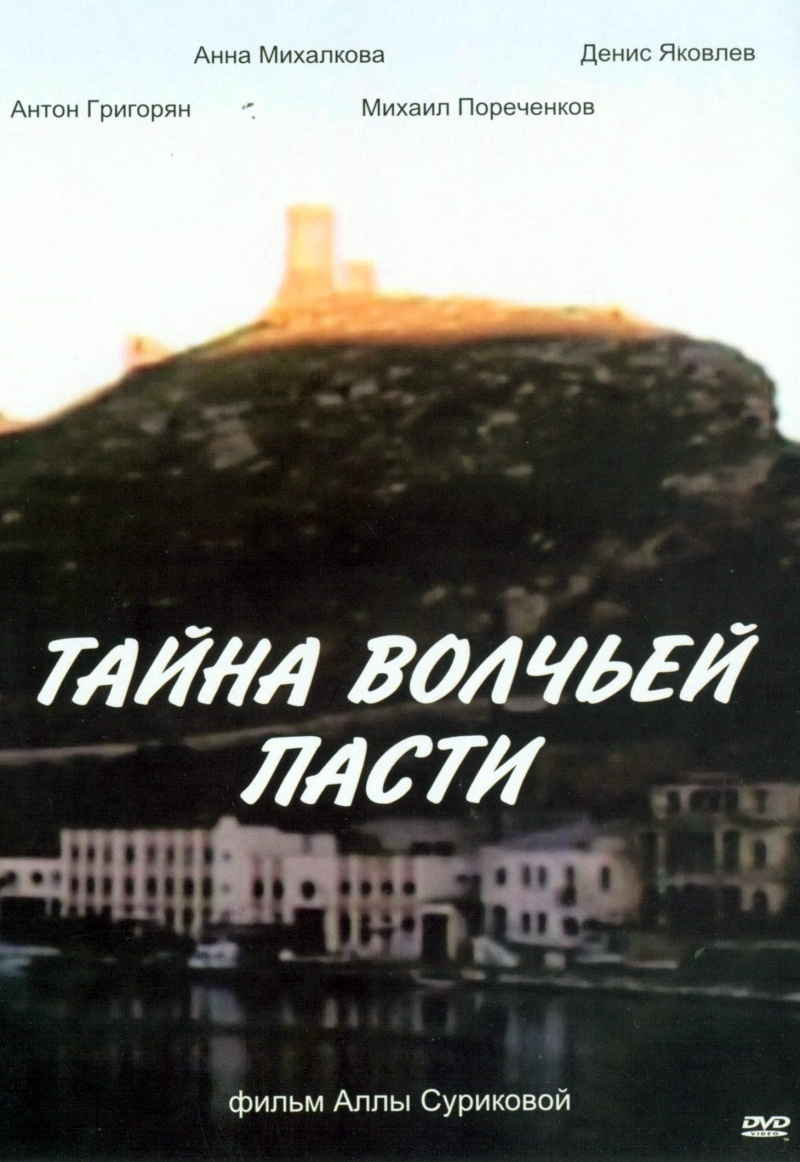 Анна Михалкова Денис Яковлев
Антон Григорян Михаил Пореченков
ТАЙНА ВОЛЧЬЕЙ
ПАСТИ
фильм Аллы Суриковой
DVD
VIDEO